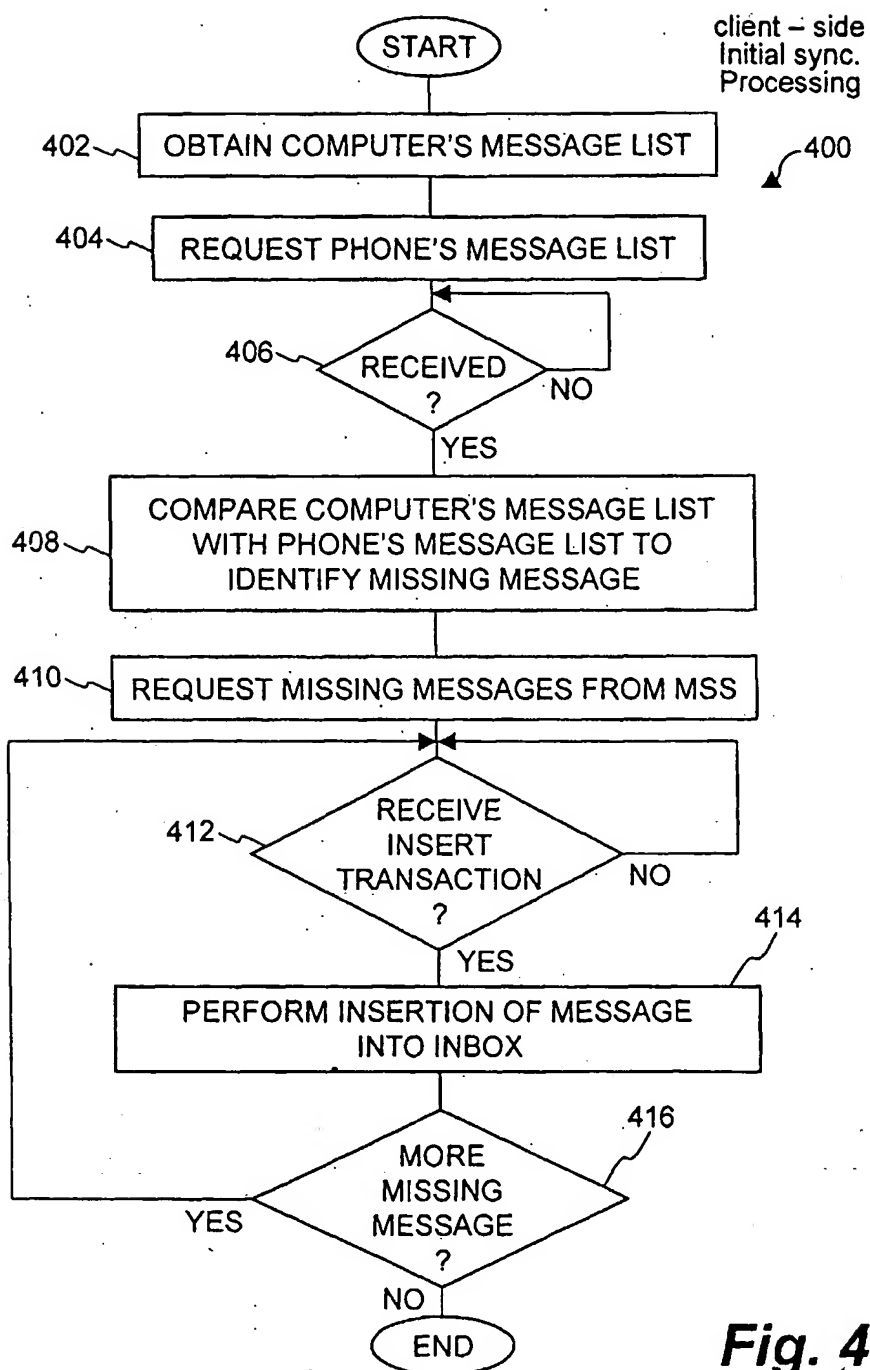 START
client – side
Initial sync.
Processing
400
402
OBTAIN COMPUTER'S MESSAGE LIST
404
REQUEST PHONE'S MESSAGE LIST
406
RECEIVED
?
NO
YES
408
COMPARE COMPUTER'S MESSAGE LIST
WITH PHONE'S MESSAGE LIST TO
IDENTIFY MISSING MESSAGE
410
REQUEST MISSING MESSAGES FROM MSS
412
RECEIVE
INSERT
TRANSACTION
?
NO
YES
414
PERFORM INSERTION OF MESSAGE
INTO INBOX
416
MORE
MISSING
MESSAGE
?
YES
NO
END
Fig. 4